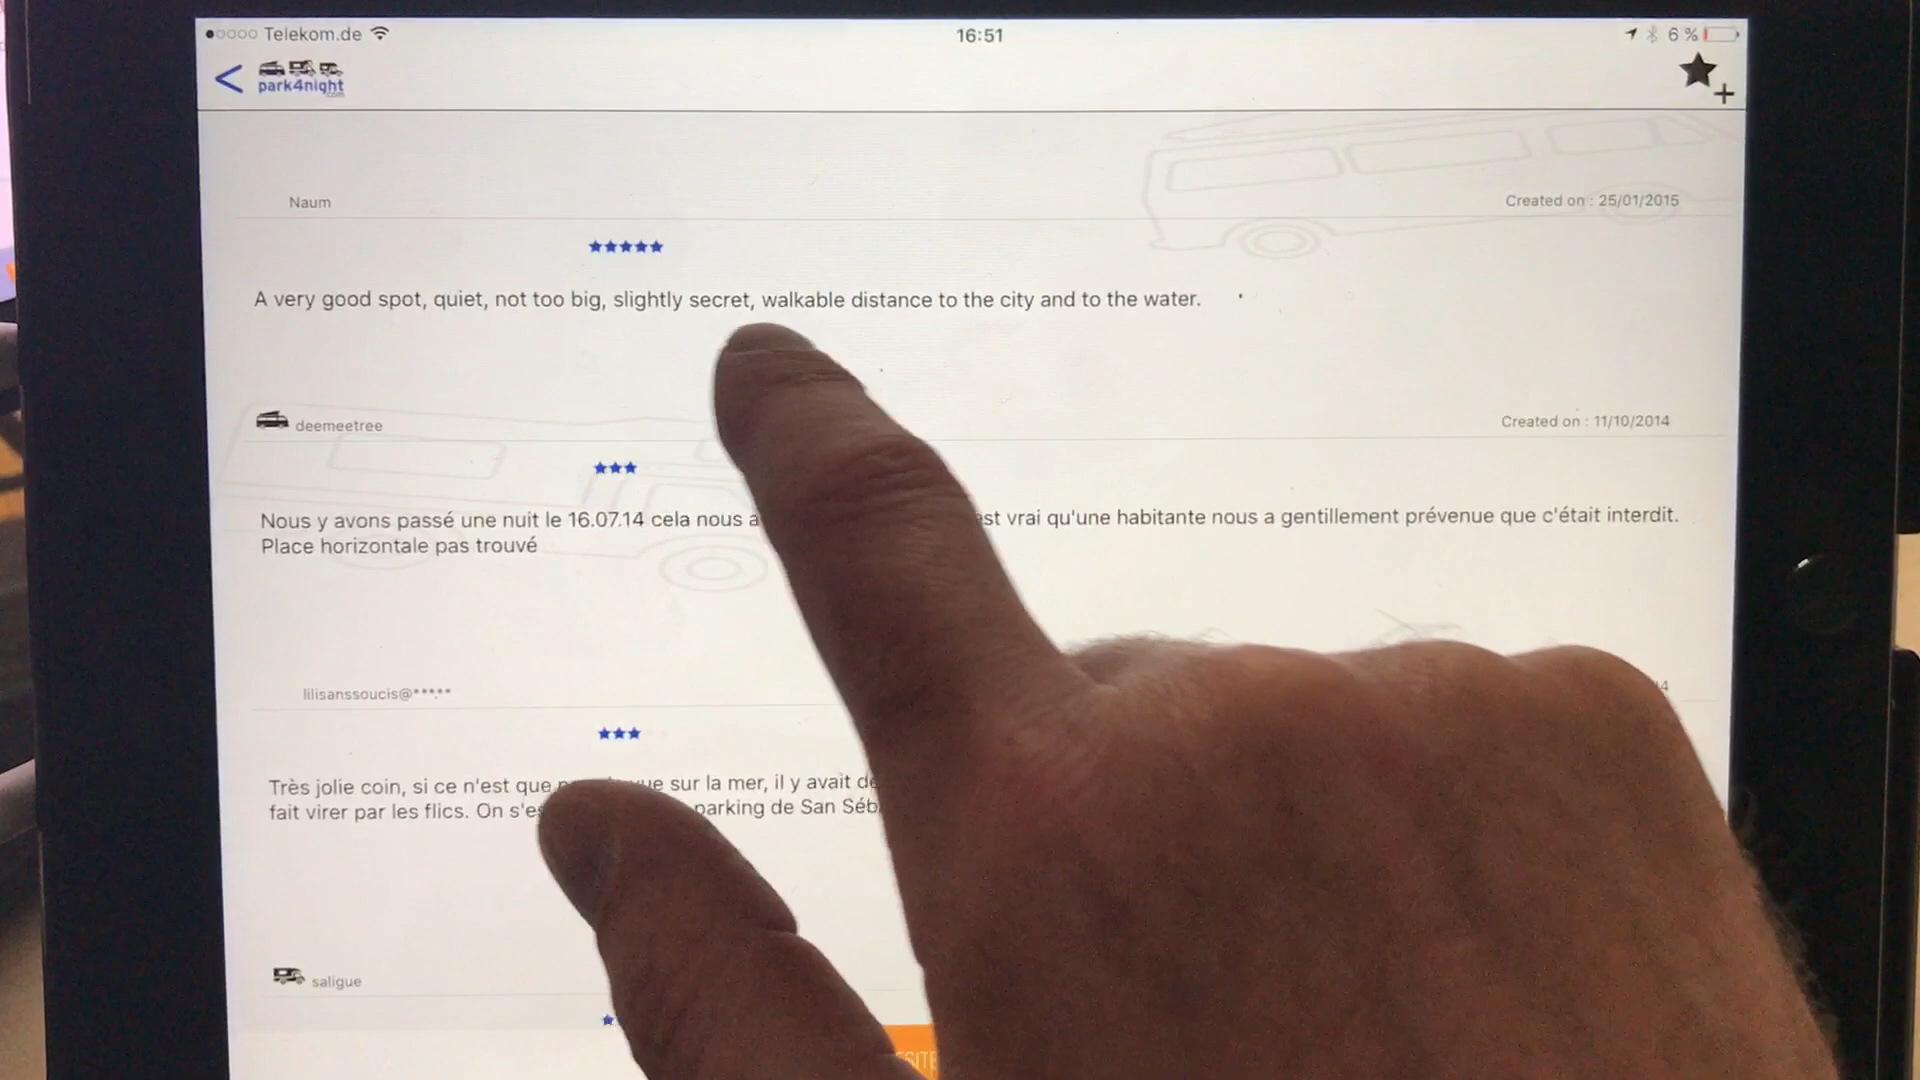 Telekom.de
16:51
6 %
park4night
.com
Naum
Created on : 25/01/2015
A very good spot, quiet, not too big, slightly secret, walkable distance to the city and to the water.
deemeetree
Created on : 11/10/2014
Nous y avons passé une nuit le 16.07.14 cela nous a est vrai qu'une habitante nous a gentillement prévenue que c'était interdit.
Place horizontale pas trouvé
lilisanssoucis@*****
Très jolie coin, si ce n'est que sur la mer, il y avait
fait virer par les flics. On parking de San
saligue